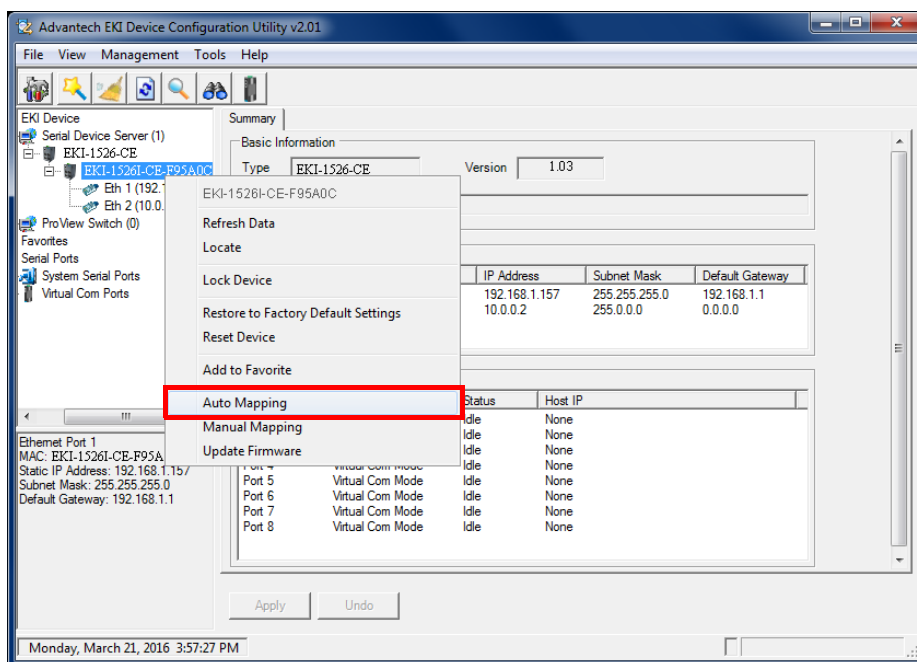 Advantech EKI Device Configuration Utility v2.01
File View Management Tools Help
EKI Device
Serial Device Server (1)
EKI-1526-CE
EKI-1526I-CE-F95A0C
Eth 1 (192.
Eth 2 (10.0.
ProView Switch (0)
Favorites
Serial Ports
System Serial Ports
Virtual Com Ports
Ethernet Port 1
MAC: EKI-1526I-CE-F95A
Static IP Address: 192.168.1.157
Subnet Mask: 255.255.255.0
Default Gateway: 192.168.1.1
Summary
Basic Information
Type EKI-1526-CE Version 1.03
EKI-1526I-CE-F95A0C
Refresh Data
Locate
Lock Device
Restore to Factory Default Settings
Reset Device
Add to Favorite
Auto Mapping
Manual Mapping
Update Firmware
IP Address Subnet Mask Default Gateway
192.168.1.157 255.255.255.0 192.168.1.1
10.0.0.2 255.0.0.0 0.0.0.0
Status Host IP
Idle None
Idle None
Idle None
Port 4 Virtual Com Mode Idle None
Port 5 Virtual Com Mode Idle None
Port 6 Virtual Com Mode Idle None
Port 7 Virtual Com Mode Idle None
Port 8 Virtual Com Mode Idle None
Apply Undo
Monday, March 21, 2016 3:57:27 PM